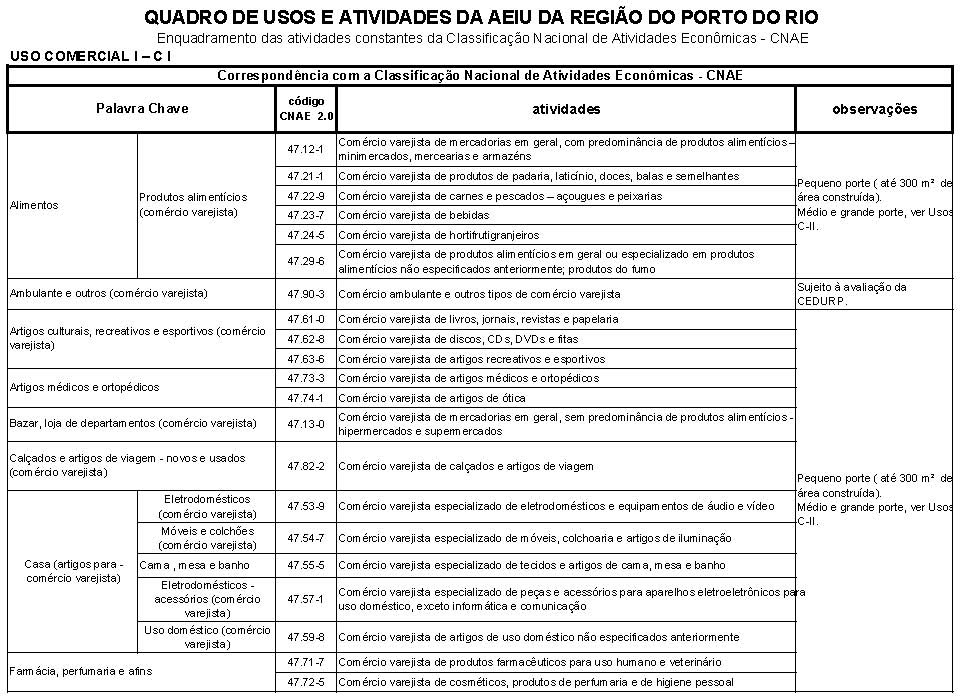 QUADRO DE USOS E ATIVIDADES DA AEIU DA REGIÃO DO PORTO DO RIO
Enquadramento das atividades constantes da Classificação Nacional de Atividades Econômicas - CNAE
USO COMERCIAL I – C I
Correspondência com a Classificação Nacional de Atividades Econômicas - CNAE
Palavra Chave
código
CNAE 2.0
atividades
observações
Alimentos
Produtos alimentícios
(comércio varejista)
47.12-1
Comércio varejista de mercadorias em geral, com predominância de produtos alimentícios –
minimercados, mercearias e armazéns
47.21-1
Comércio varejista de produtos de padaria, laticínio, doces, balas e semelhantes
47.22-9
Comércio varejista de carnes e pescados – açougues e peixarias
47.23-7
Comércio varejista de bebidas
47.24-5
Comércio varejista de hortifrutigranjeiros
47.29-6
Comércio varejista de produtos alimentícios em geral ou especializado em produtos
alimentícios não especificados anteriormente; produtos do fumo
Pequeno porte ( até 300 m² de
área construída).
Médio e grande porte, ver Usos
C-II.
Ambulante e outros (comércio varejista)
47.90-3
Comércio ambulante e outros tipos de comércio varejista
Sujeito à avaliação da
CEDURP.
Artigos culturais, recreativos e esportivos (comércio
varejista)
47.61-0
Comércio varejista de livros, jornais, revistas e papelaria
47.62-8
Comércio varejista de discos, CDs, DVDs e fitas
47.63-6
Comércio varejista de artigos recreativos e esportivos
Artigos médicos e ortopédicos
47.73-3
Comércio varejista de artigos médicos e ortopédicos
47.74-1
Comércio varejista de artigos de ótica
Bazar, loja de departamentos (comércio varejista)
47.13-0
Comércio varejista de mercadorias em geral, sem predominância de produtos alimentícios -
hipermercados e supermercados
Calçados e artigos de viagem - novos e usados
(comércio varejista)
47.82-2
Comércio varejista de calçados e artigos de viagem
Casa (artigos para -
comércio varejista)
Eletrodomésticos
(comércio varejista)
47.53-9
Comércio varejista especializado de eletrodomésticos e equipamentos de áudio e vídeo
Móveis e colchões
(comércio varejista)
47.54-7
Comércio varejista especializado de móveis, colchoaria e artigos de iluminação
Cama , mesa e banho
47.55-5
Comércio varejista especializado de tecidos e artigos de cama, mesa e banho
Eletrodomésticos -
acessórios (comércio
varejista)
47.57-1
Comércio varejista especializado de peças e acessórios para aparelhos eletroeletrônicos para
uso doméstico, exceto informática e comunicação
Uso doméstico (comércio
varejista)
47.59-8
Comércio varejista de artigos de uso doméstico não especificados anteriormente
Farmácia, perfumaria e afins
47.71-7
Comércio varejista de produtos farmacêuticos para uso humano e veterinário
47.72-5
Comércio varejista de cosméticos, produtos de perfumaria e de higiene pessoal
Pequeno porte ( até 300 m² de
área construída).
Médio e grande porte, ver Usos
C-II.